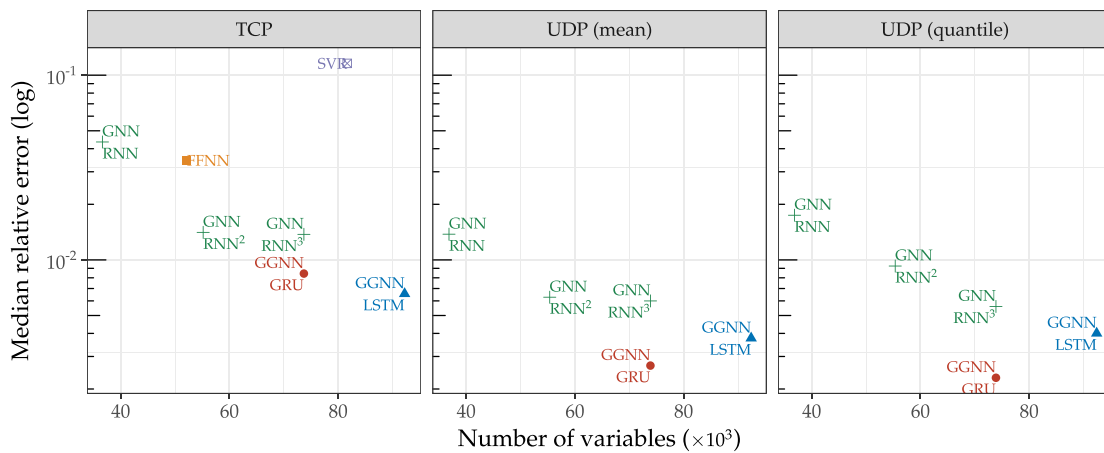 TCP
UDP (mean)
UDP (quantile)
Median relative error (log)
10⁻¹
10⁻²
SVR
GNN
RNN
FFNN
GNN
RNN²
GNN
RNN³
GGNN
GRU
GGNN
LSTM
GNN
RNN
GNN
RNN²
GNN
RNN³
GGNN
GRU
GGNN
LSTM
GNN
RNN
GNN
RNN²
GNN
RNN³
GGNN
GRU
GGNN
LSTM
40 60 80
40 60 80
40 60 80
Number of variables (×10³)